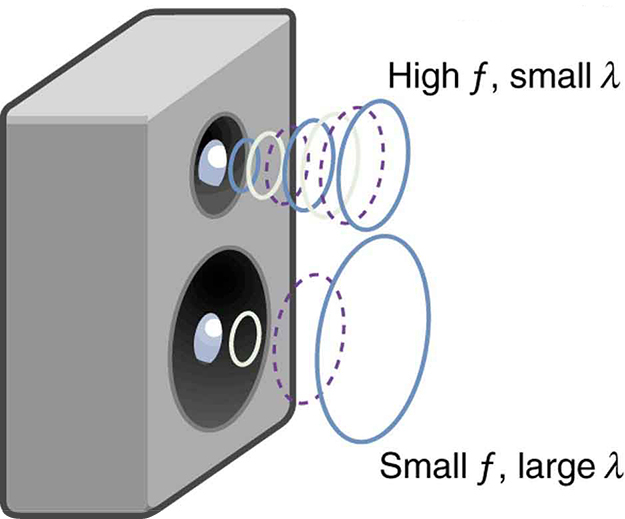 High f, small λ
Small f, large λ